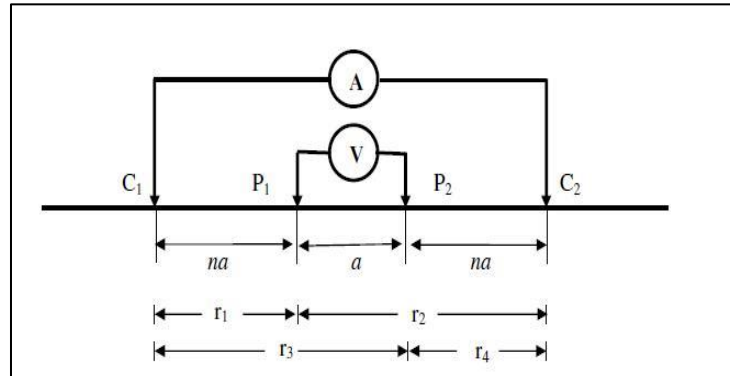 A
V
C₁ P₁ P₂ C₂
na a na
r₁ r₂
r₃ r₄